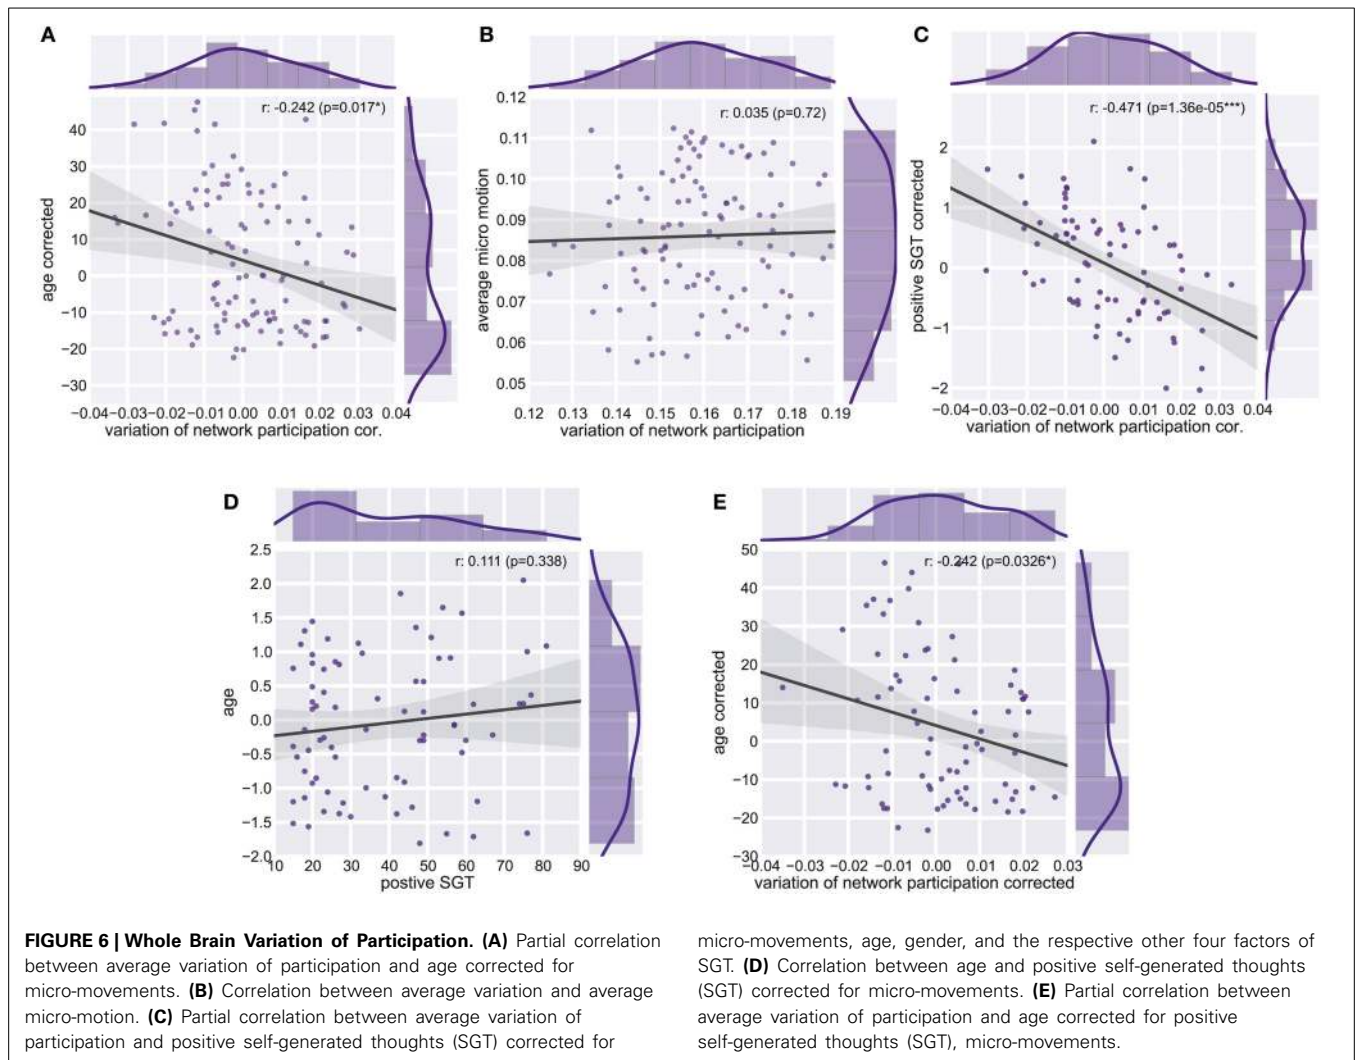 A
r: -0.242 (p=0.017*)
age corrected
40
30
20
10
0
−10
−20
−30
−0.04 −0.03 −0.02 −0.01 0.00 0.01 0.02 0.03 0.04
variation of network participation cor.
B
r: 0.035 (p=0.72)
average micro motion
0.12
0.11
0.10
0.09
0.08
0.07
0.06
0.05
0.12 0.13 0.14 0.15 0.16 0.17 0.18 0.19
variation of network participation
C
r: -0.471 (p=1.36e-05***)
positive SGT corrected
2
1
0
−1
−2
−0.04 −0.03 −0.02 −0.01 0.00 0.01 0.02 0.03 0.04
variation of network participation cor.
D
r: 0.111 (p=0.338)
age
2.5
2.0
1.5
1.0
0.5
0.0
−0.5
−1.0
−1.5
−2.0
10 20 30 40 50 60 70 80 90
postive SGT
E
r: -0.242 (p=0.0326*)
age corrected
50
40
30
20
10
0
−10
−20
−30
−0.04 −0.03 −0.02 −0.01 0.00 0.01 0.02 0.03
variation of network participation corrected
FIGURE 6 | Whole Brain Variation of Participation. (A) Partial correlation
between average variation of participation and age corrected for
micro-movements. (B) Correlation between average variation and average
micro-motion. (C) Partial correlation between average variation of
participation and positive self-generated thoughts (SGT) corrected for
micro-movements, age, gender, and the respective other four factors of
SGT. (D) Correlation between age and positive self-generated thoughts
(SGT) corrected for micro-movements. (E) Partial correlation between
average variation of participation and age corrected for positive
self-generated thoughts (SGT), micro-movements.